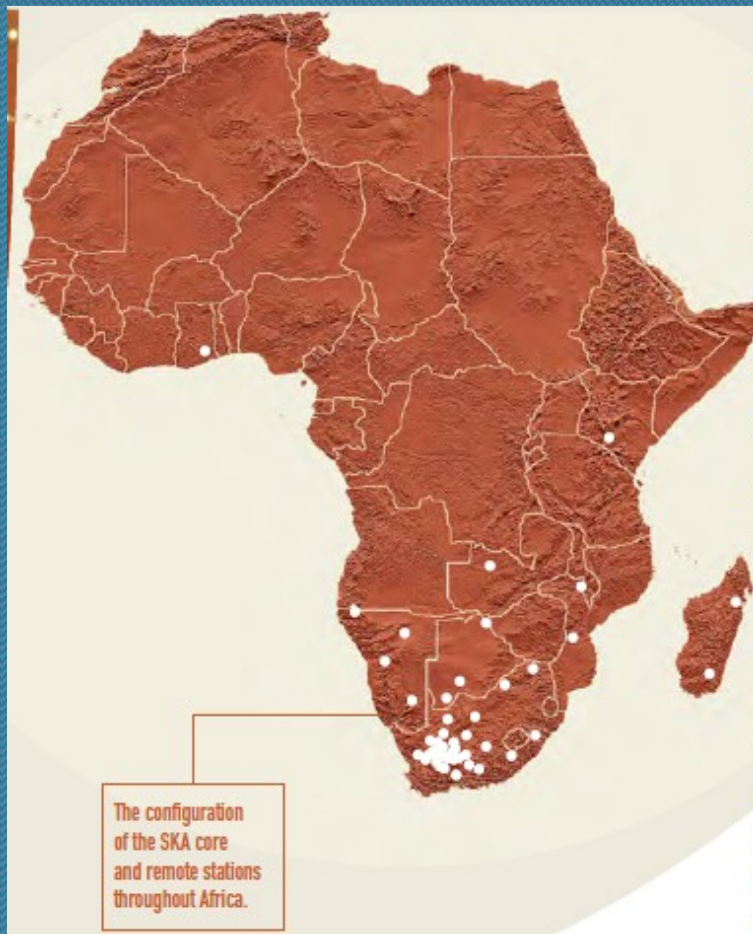 The configuration
of the SKA core
and remote stations
throughout Africa.